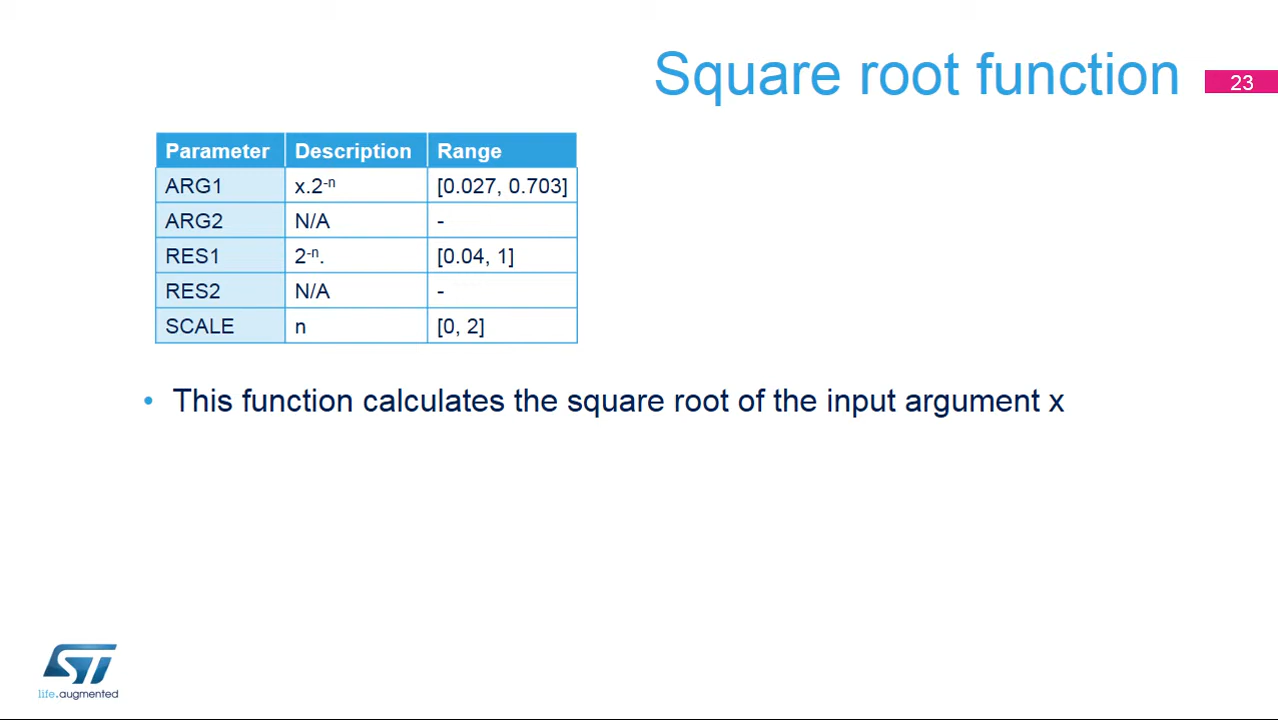 Square root function
23
Parameter Description Range
ARG1 x.2⁻ⁿ [0.027, 0.703]
ARG2 N/A -
RES1 2⁻ⁿ. [0.04, 1]
RES2 N/A -
SCALE n [0, 2]
• This function calculates the square root of the input argument x
ST
life.augmented